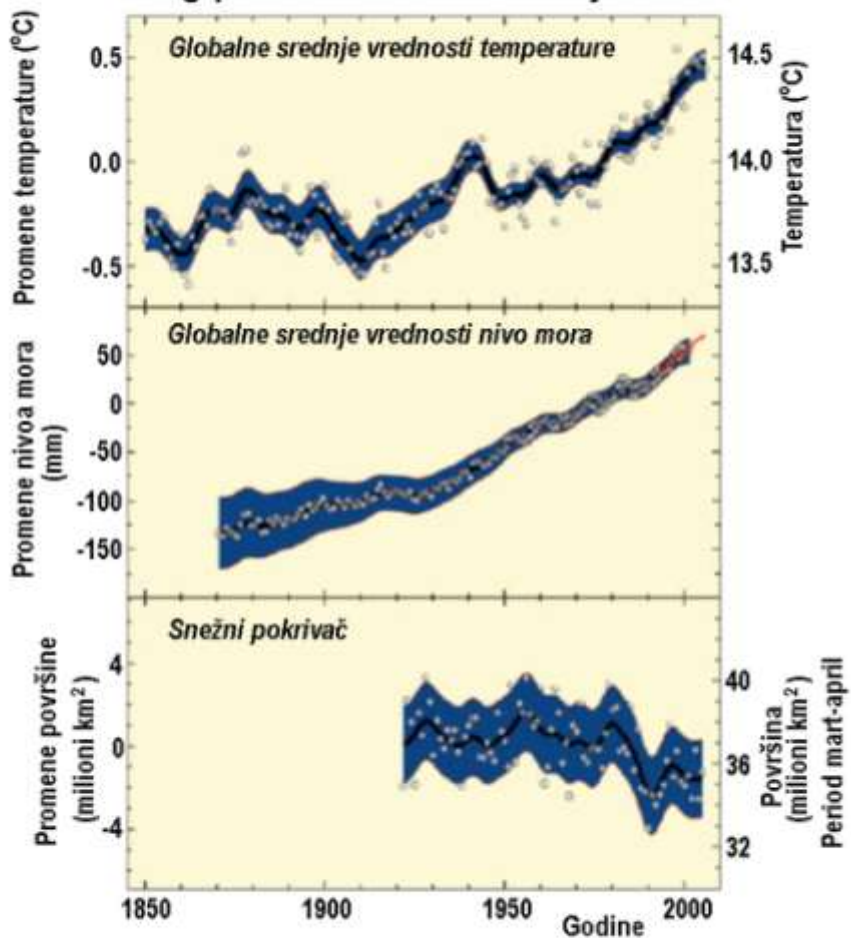 Globalne srednje vrednosti temperature
Promene temperature (°C)
0.5
0.0
-0.5
14.5
14.0
13.5
Temperatura (°C)
Globalne srednje vrednosti nivo mora
Promene nivoa mora
(mm)
50
0
-50
-100
-150
Snežni pokrivač
Promene površine
(milioni km²)
4
0
-4
40
36
32
Površina
(milioni km²)
Period mart-april
1850
1900
1950
2000
Godine